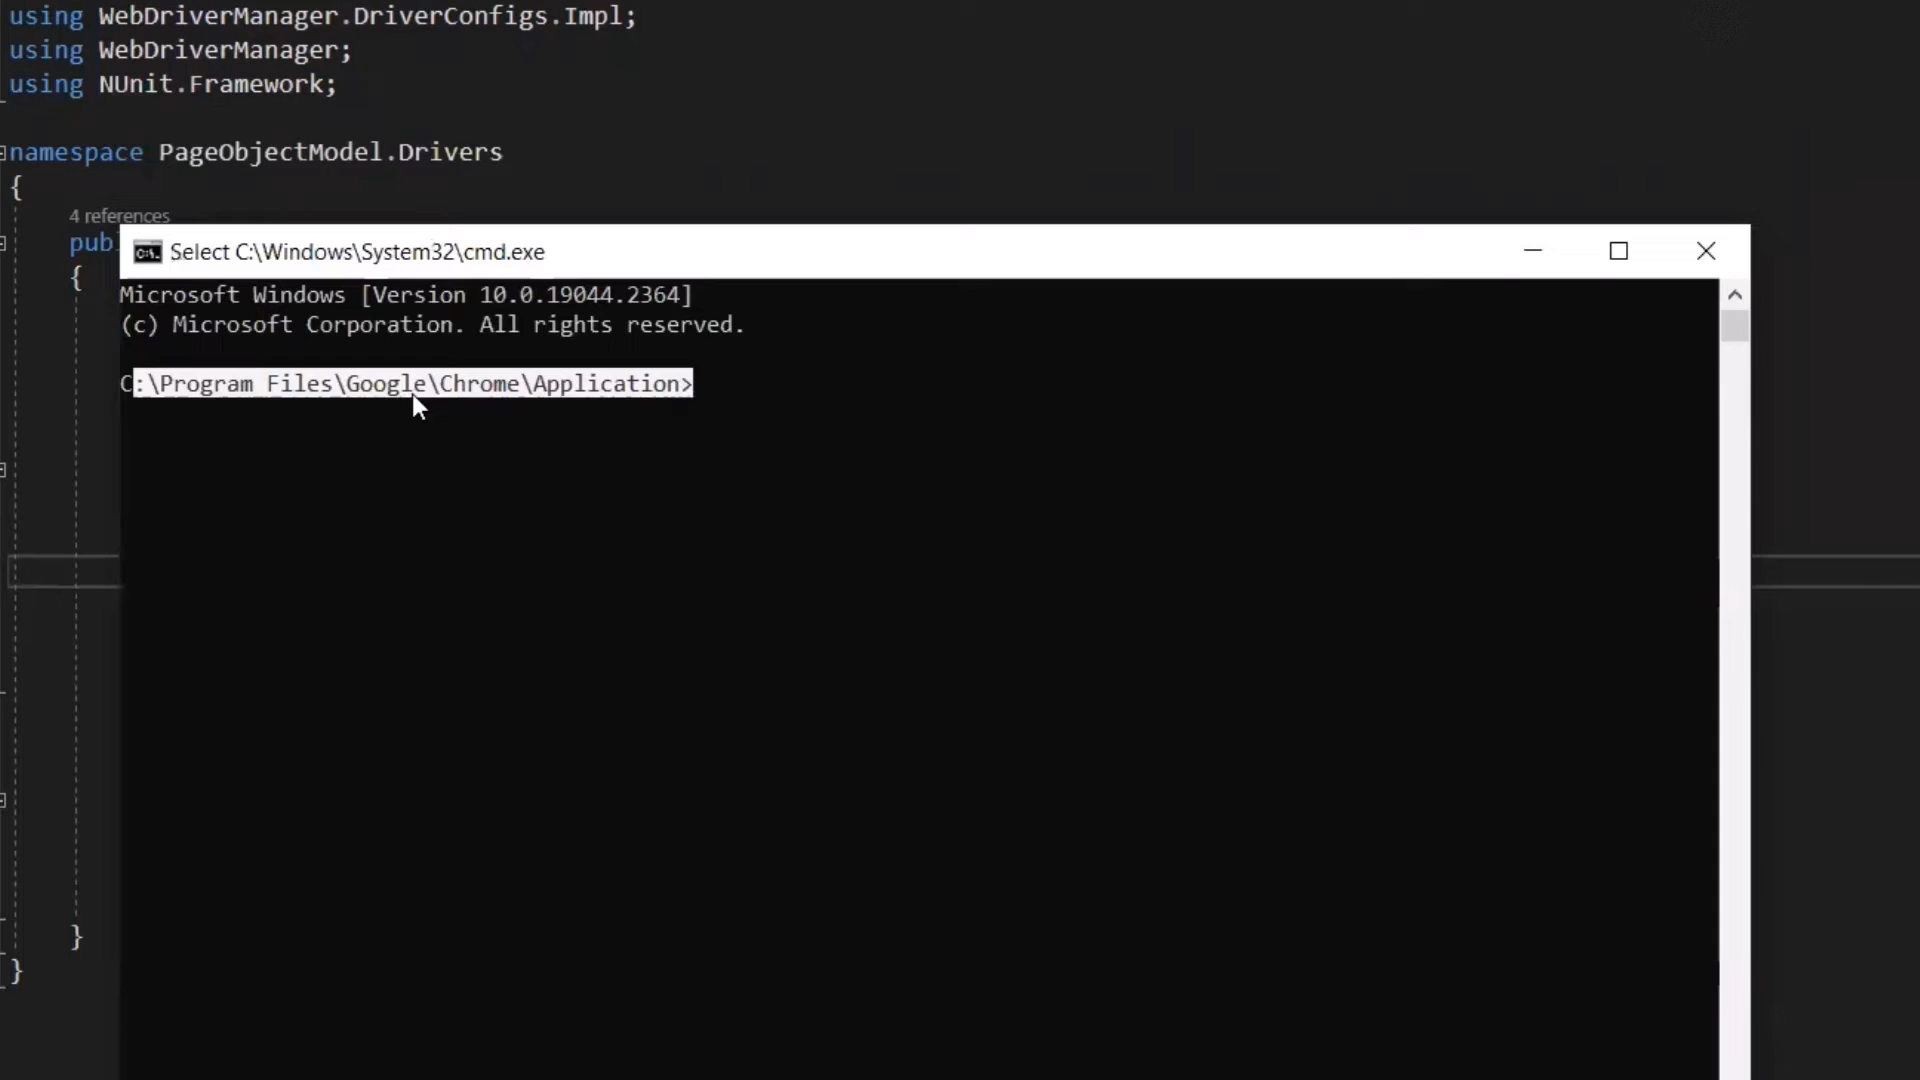 using WebDriverManager.DriverConfigs.Impl;
using WebDriverManager;
using NUnit.Framework;
namespace PageObjectModel.Drivers
{
4 references
publ
{
Select C:\Windows\System32\cmd.exe
Microsoft Windows [Version 10.0.19044.2364]
(c) Microsoft Corporation. All rights reserved.
C:\Program Files\Google\Chrome\Application>
}
}